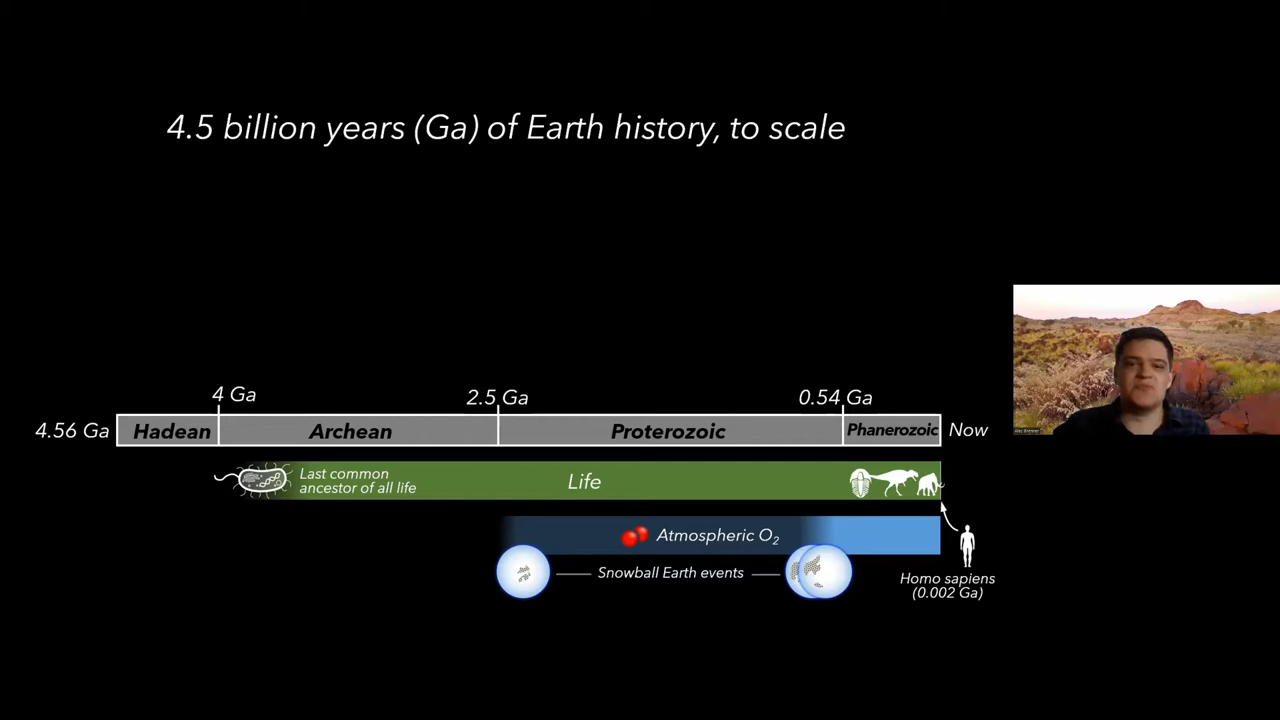 4.5 billion years (Ga) of Earth history, to scale
4 Ga
2.5 Ga
0.54 Ga
4.56 Ga
Hadean
Archean
Proterozoic
Phanerozoic
Now
Last common
ancestor of all life
Life
Atmospheric O₂
Snowball Earth events
Homo sapiens
(0.002 Ga)
Alec Brenner